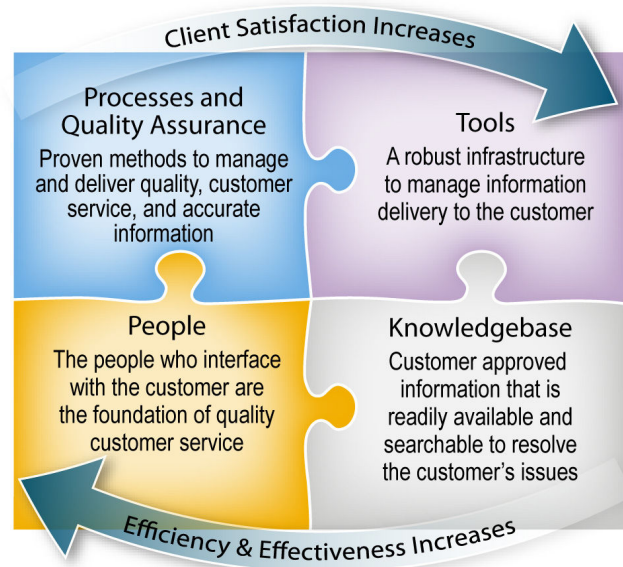 Client Satisfaction Increases
Processes and
Quality Assurance
Proven methods to manage
and deliver quality, customer
service, and accurate
information
Tools
A robust infrastructure
to manage information
delivery to the customer
People
The people who interface
with the customer are
the foundation of quality
customer service
Knowledgebase
Customer approved
information that is
readily available and
searchable to resolve
the customer's issues
Efficiency & Effectiveness Increases